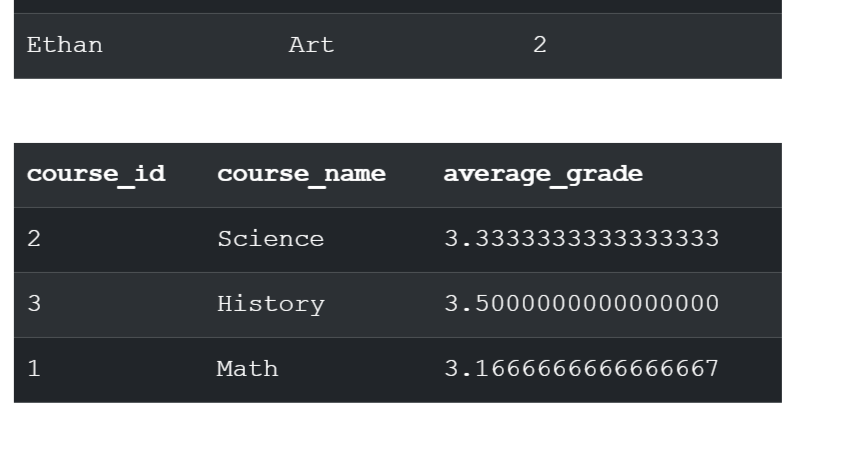 Ethan Art 2
course_id course_name average_grade
2 Science 3.3333333333333333
3 History 3.5000000000000000
1 Math 3.1666666666666667